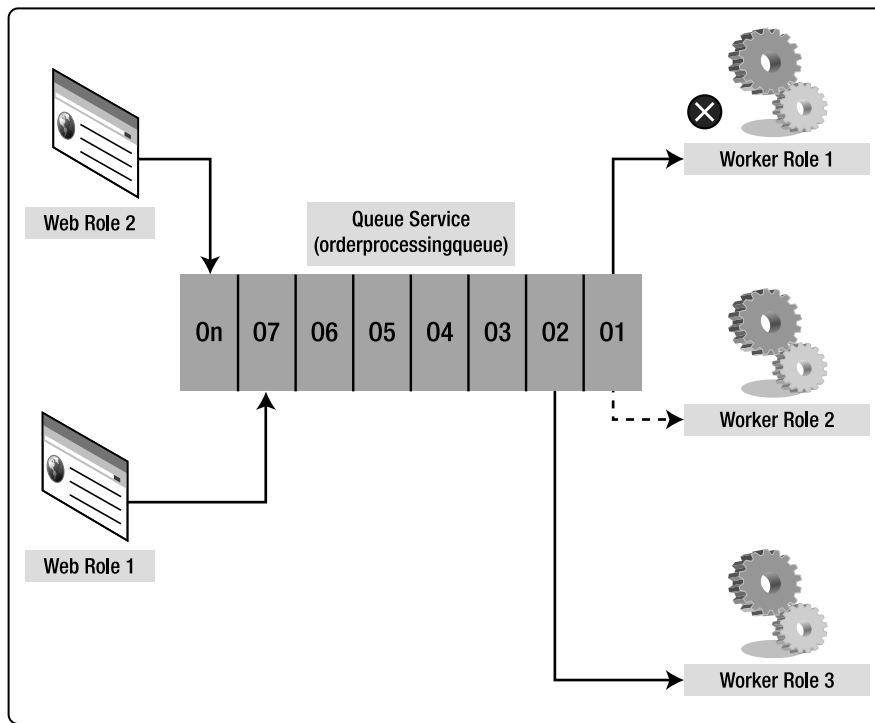 Worker Role 1
Web Role 2
Queue Service
(orderprocessingqueue)
On 07 06 05 04 03 02 01
Worker Role 2
Web Role 1
Worker Role 3